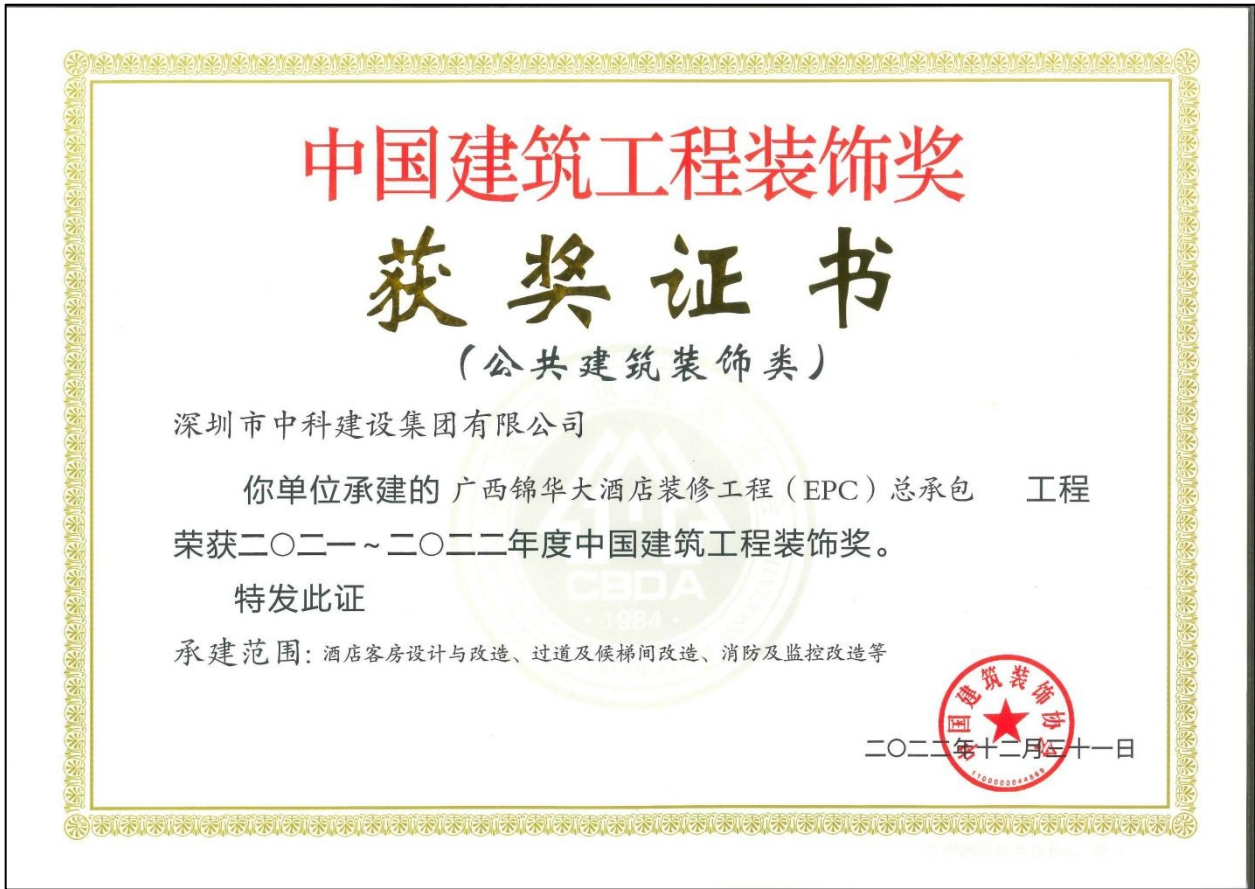 中国建筑工程装饰奖
获奖证书
(公共建筑装饰类)
深圳市中科建设集团有限公司
你单位承建的 广西锦华大酒店装修工程（EPC）总承包 工程
荣获二〇二一～二〇二二年度中国建筑工程装饰奖。
特发此证
承建范围: 酒店客房设计与改造、过道及候梯间改造、消防及监控改造等
中国建筑装饰协会
二〇二二年十二月三十一日
CBDA
·1984·